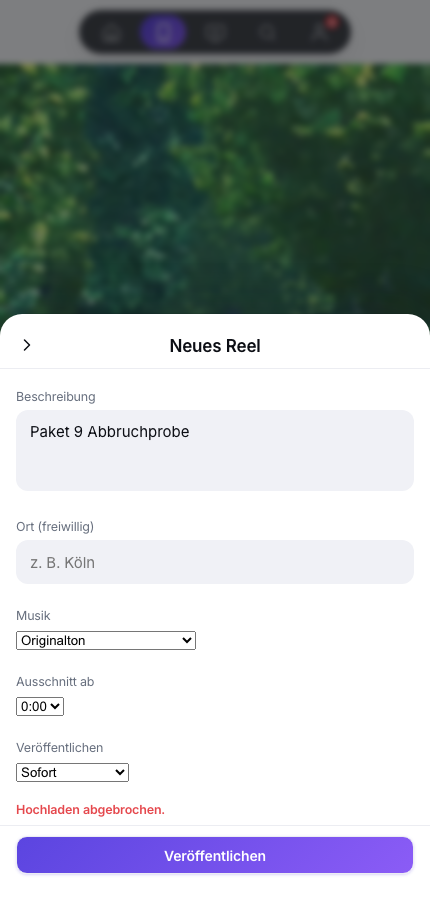 Neues Reel
Beschreibung
Paket 9 Abbruchprobe
Ort (freiwillig)
z. B. Köln
Musik
Originalton
Ausschnitt ab
0:00
Veröffentlichen
Sofort
Hochladen abgebrochen.
Veröffentlichen